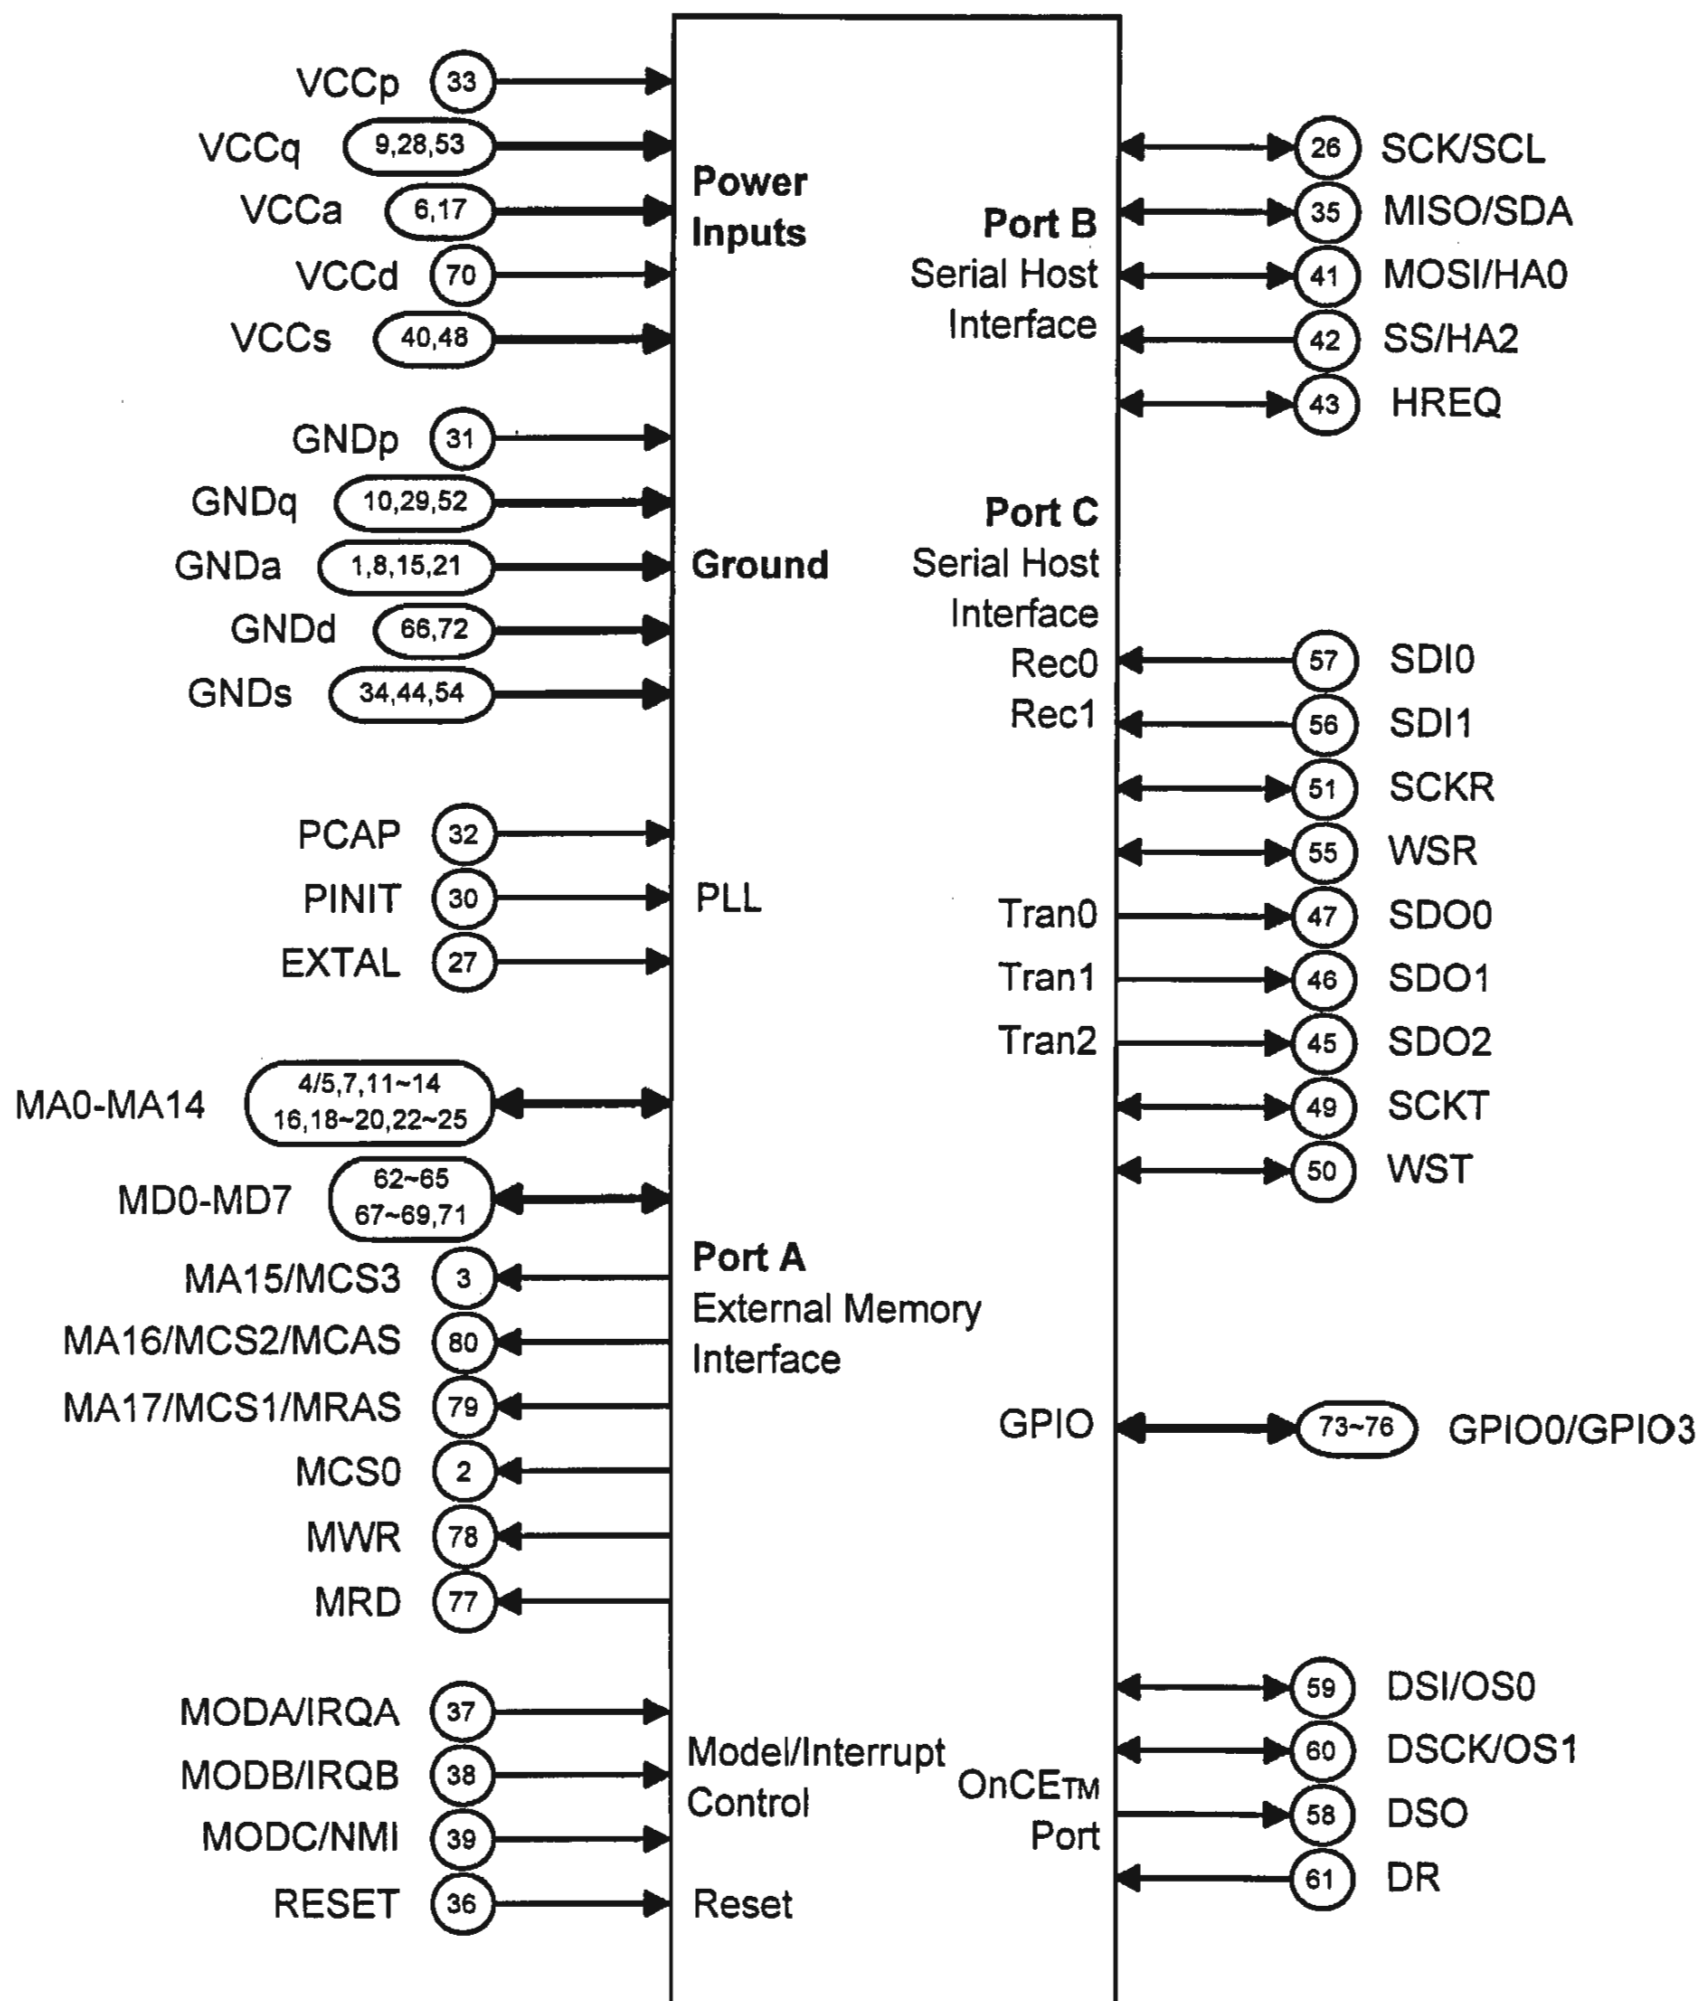 VCCp 33
VCCq 9,28,53
VCCa 6,17
VCCd 70
VCCs 40,48
Power
Inputs
GNDp 31
GNDq 10,29,52
GNDa 1,8,15,21
GNDd 66,72
GNDs 34,44,54
Ground
PCAP 32
PINIT 30
EXTAL 27
PLL
MA0-MA14 4/5,7,11~14
16,18~20,22~25
MD0-MD7 62~65
67~69,71
MA15/MCS3 3
MA16/MCS2/MCAS 80
MA17/MCS1/MRAS 79
MCS0 2
MWR 78
MRD 77
Port A
External Memory
Interface
MODA/IRQA 37
MODB/IRQB 38
MODC/NMI 39
RESET 36
Model/Interrupt
Control
Reset
Port B
Serial Host
Interface
26 SCK/SCL
35 MISO/SDA
41 MOSI/HA0
42 SS/HA2
43 HREQ
Port C
Serial Host
Interface
Rec0 57 SDI0
Rec1 56 SDI1
51 SCKR
55 WSR
Tran0 47 SDO0
Tran1 46 SDO1
Tran2 45 SDO2
49 SCKT
50 WST
GPIO 73~76 GPIO0/GPIO3
OnCETM
Port
59 DSI/OS0
60 DSCK/OS1
58 DSO
61 DR